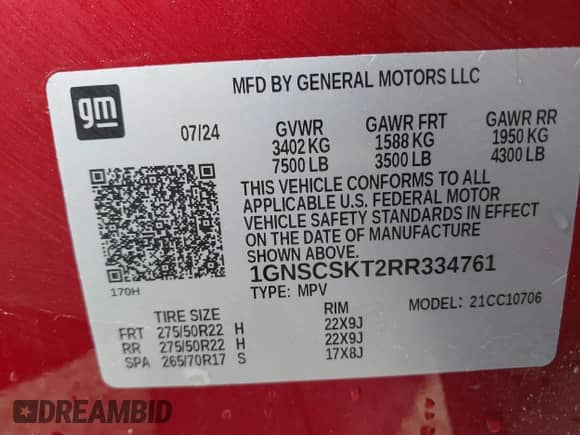 gm
MFD BY GENERAL MOTORS LLC
07/24 GVWR GAWR FRT GAWR RR
3402 KG 1588 KG 1950 KG
7500 LB 3500 LB 4300 LB
THIS VEHICLE CONFORMS TO ALL
APPLICABLE U.S. FEDERAL MOTOR
VEHICLE SAFETY STANDARDS IN EFFECT
ON THE DATE OF MANUFACTURE
SHOWN ABOVE.
1GNSCSKT2RR334761
170H
TYPE: MPV MODEL: 21CC10706
TIRE SIZE RIM
FRT 275/50R22 H 22X9J
RR 275/50R22 H 22X9J
SPA 265/70R17 S 17X8J
DREAMBID